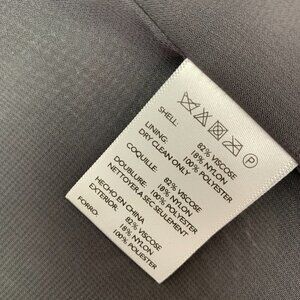 P
SHELL: 82% VISCOSE
18% NYLON
LINING: 100% POLYESTER
DRY CLEAN ONLY
COQUILLE: 82% VISCOSE
18% NYLON
DOUBLURE: 100% POLYESTER
NETTOYER A SEC SEULEMENT
HECHO EN CHINA
EXTERIOR: 82% VISCOSE
18% NYLON
FORRO: 100% POLYESTER